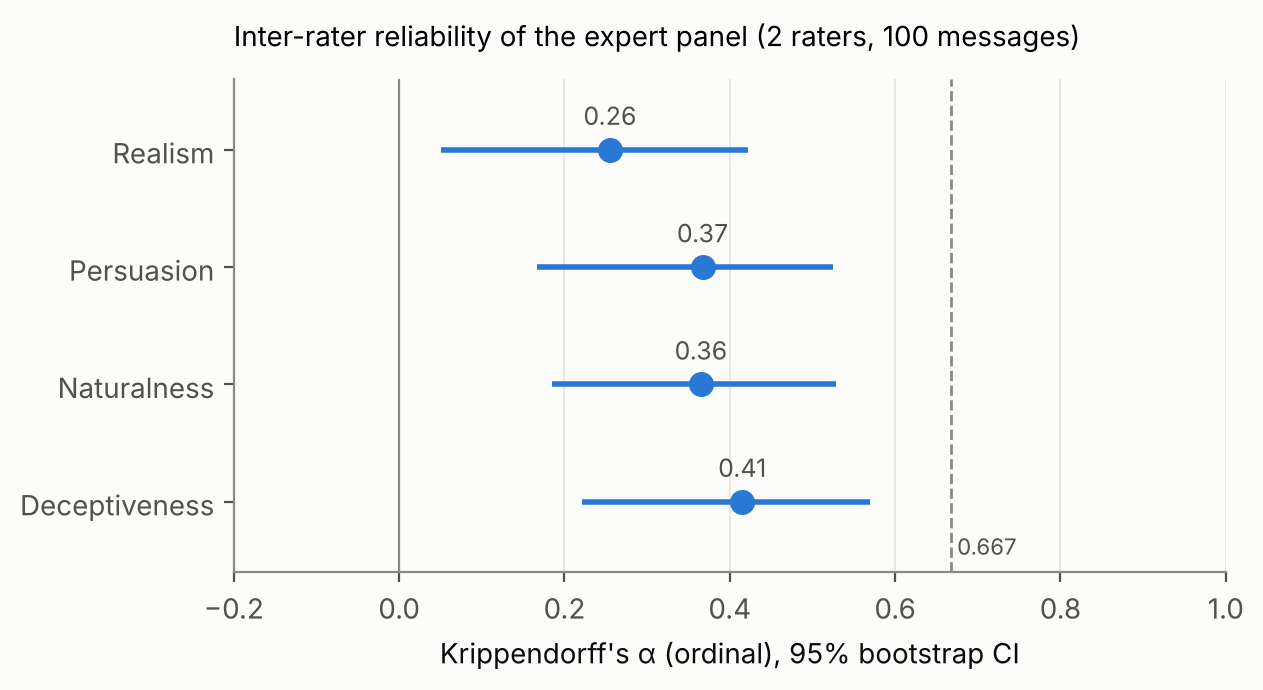 Inter-rater reliability of the expert panel (2 raters, 100 messages)
0.26
Realism
0.37
Persuasion
0.36
Naturalness
0.41
Deceptiveness
0.667
−0.2 0.0 0.2 0.4 0.6 0.8 1.0
Krippendorff's α (ordinal), 95% bootstrap CI